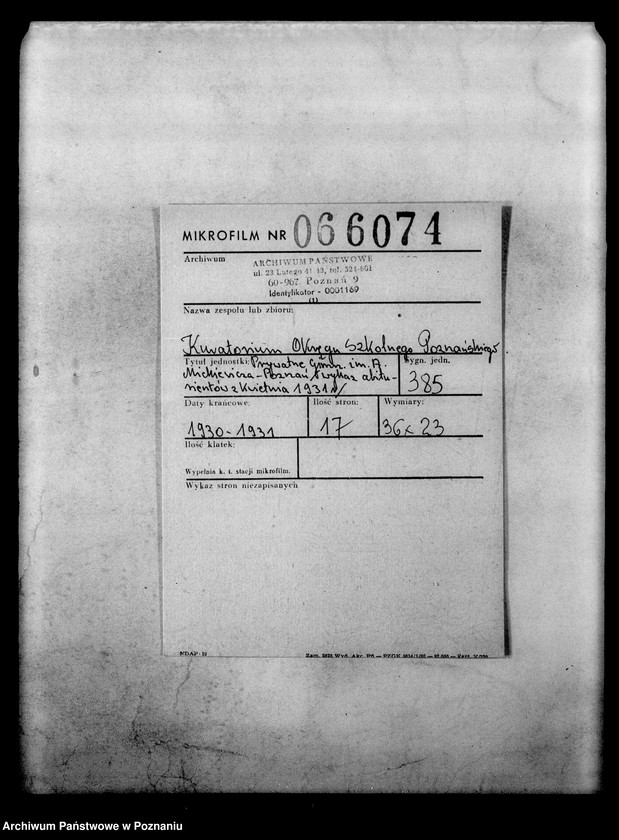 MIKROFILM NR 066074
Archiwum
ARCHIWUM PAŃSTWOWE
ul. 23 Lutego 41/43, tel. 524-601
60-967 Poznań 9
Identyfikator - 0001169
(1)
Nazwa zespołu lub zbioru:
Kuratorium Okręgu Szkolnego Poznańskiego
Tytuł jednostki: Prywatne Gimn. im. A.
Mickiewicza - Poznań /wykaz abitu-
rientów z kwietnia 1931 r/
Sygn. jedn.
385
Daty krańcowe:
1930-1931
Ilość stron:
17
Wymiary:
36x23
Ilość klatek:
Wypełnia k. t. stacji mikrofilm.
Wykaz stron niezapisanych
NDAP
Archiwum Państwowe w Poznaniu